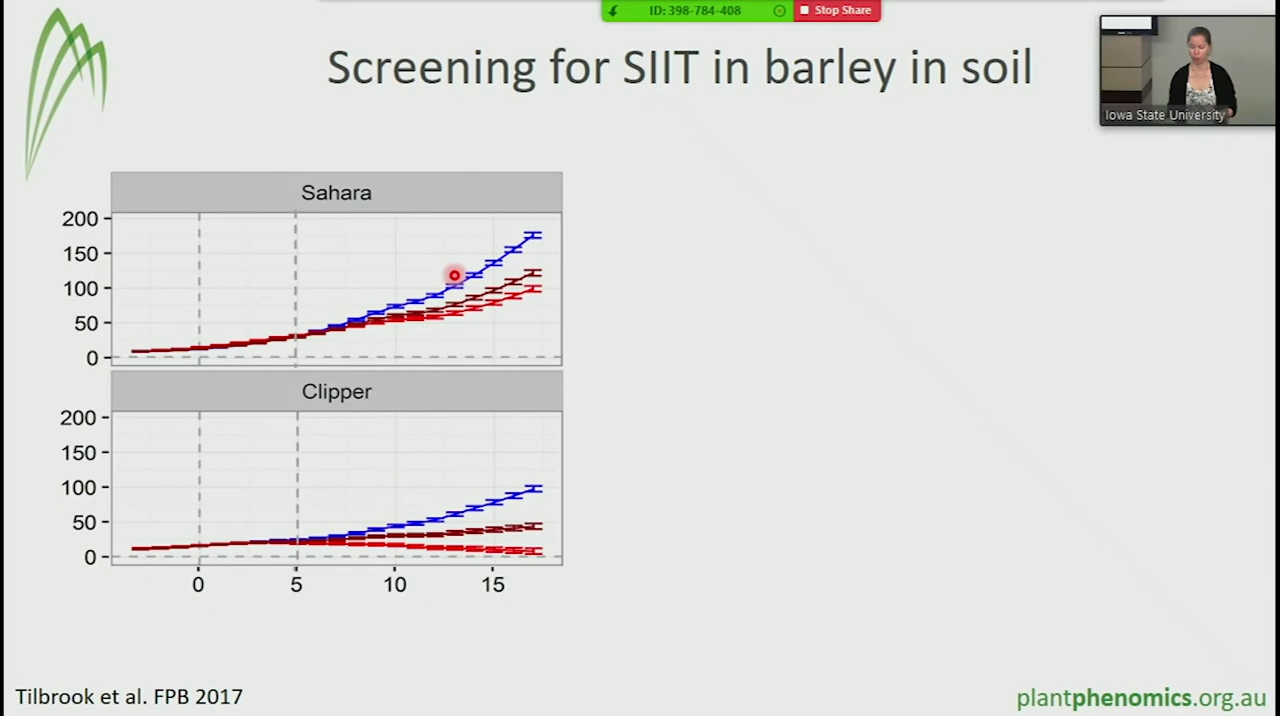 ID: 398-784-408
Stop Share
Screening for SIIT in barley in soil
Iowa State University
Sahara
200
150
100
50
0
Clipper
200
150
100
50
0
0 5 10 15
Tilbrook et al. FPB 2017
plantphenomics.org.au